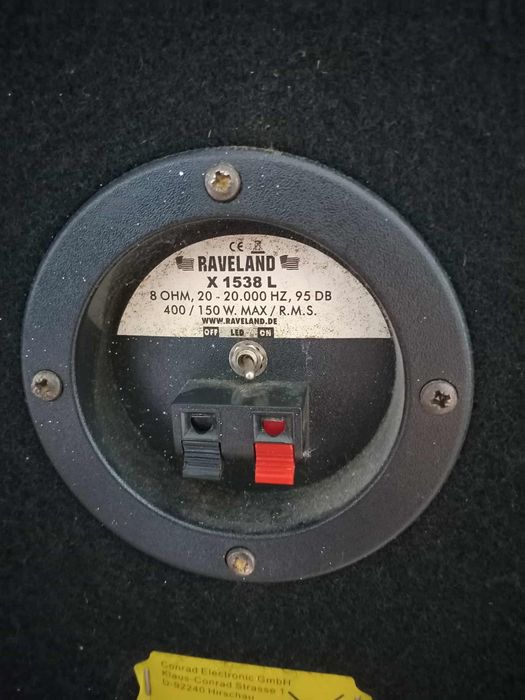 CE
RAVELAND
X 1538 L
8 OHM, 20 - 20.000 HZ, 95 DB
400 / 150 W. MAX / R.M.S.
WWW.RAVELAND.DE
OFF LED ON
Conrad Electronic GmbH
Klaus-Conrad Strasse 1
D-92240 Hirschau